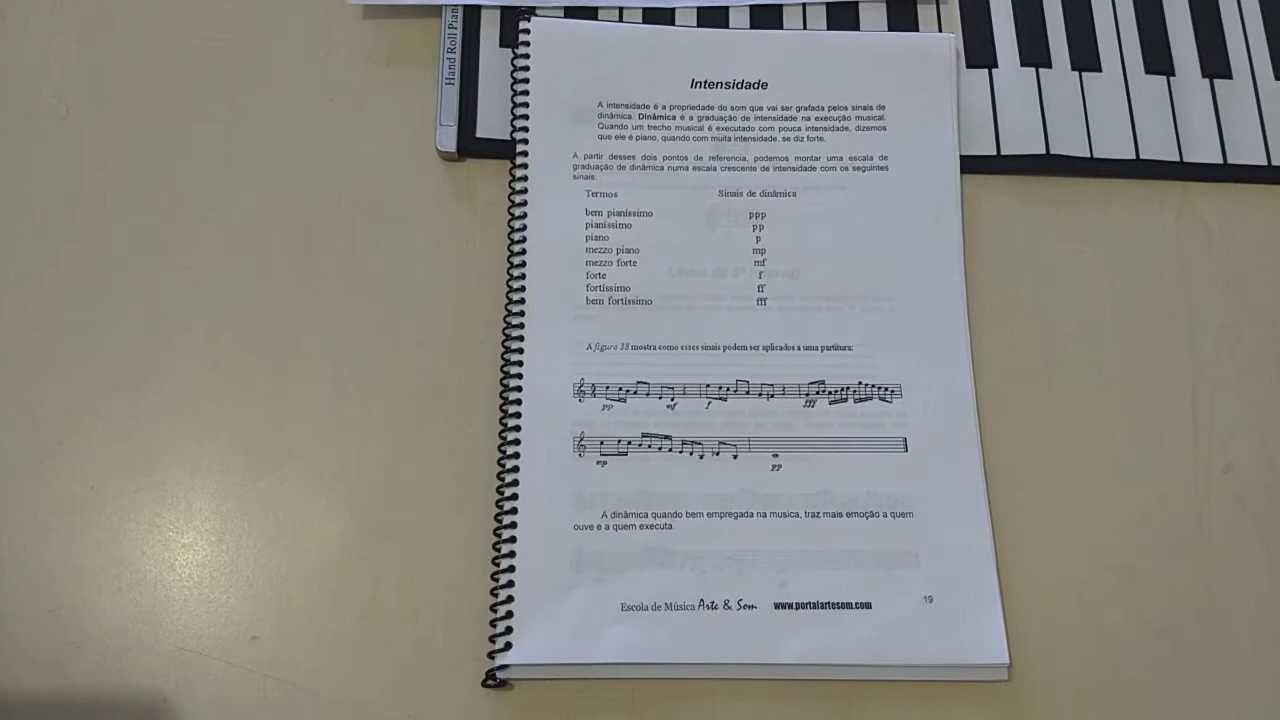 Hand Roll Piano
Intensidade
A intensidade é a propriedade do som que vai ser grafada pelos sinais de
dinâmica. Dinâmica é a graduação de intensidade na execução musical.
Quando um trecho musical é executado com pouca intensidade, dizemos
que ele é piano, quando com muita intensidade, se diz forte.
A partir desses dois pontos de referencia, podemos montar uma escala de
graduação de dinâmica numa escala crescente de intensidade com os seguintes
sinais:
Termos Sinais de dinâmica
bem pianíssimo ppp
pianíssimo pp
piano p
mezzo piano mp
mezzo forte mf
forte f
fortíssimo ff
bem fortíssimo fff
A figura 38 mostra como esses sinais podem ser aplicados a uma partitura:
pp mf f fff
mp pp
A dinâmica quando bem empregada na musica, traz mais emoção a quem
ouve e a quem executa.
Escola de Música Arte & Som www.portalartesom.com 19